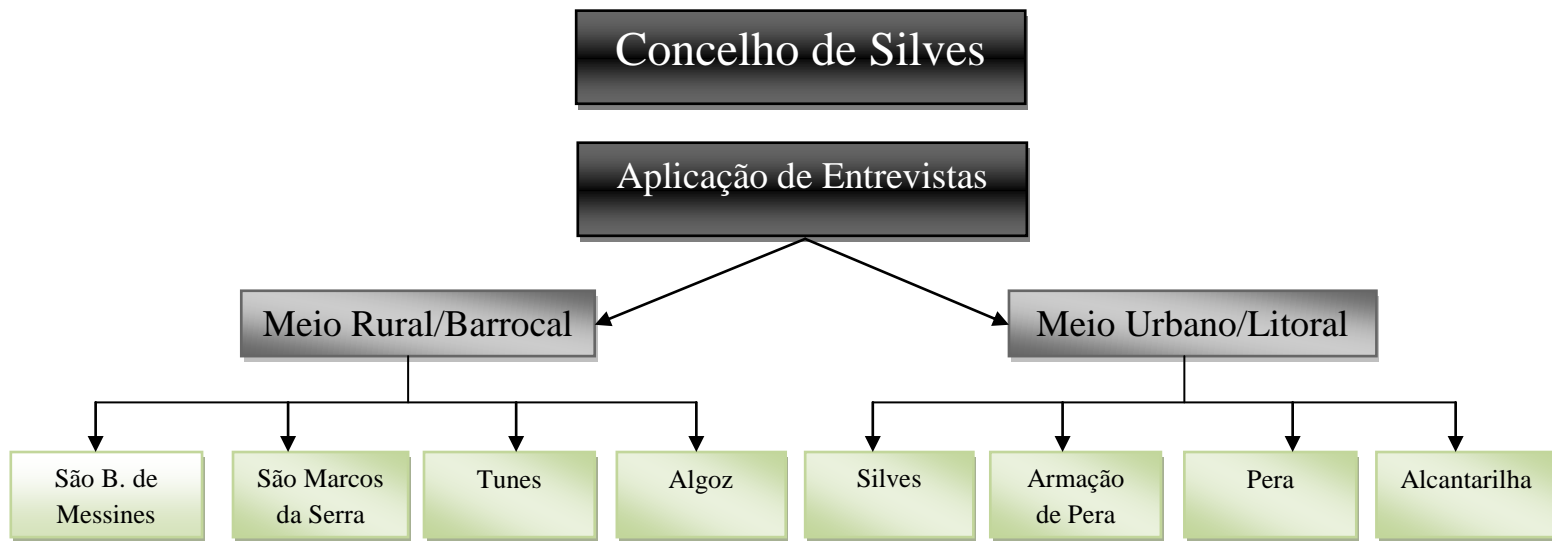 Concelho de Silves
Aplicação de Entrevistas
Meio Rural/Barrocal
Meio Urbano/Litoral
São B. de
Messines
São Marcos
da Serra
Tunes
Algoz
Silves
Armação
de Pera
Pera
Alcantarilha